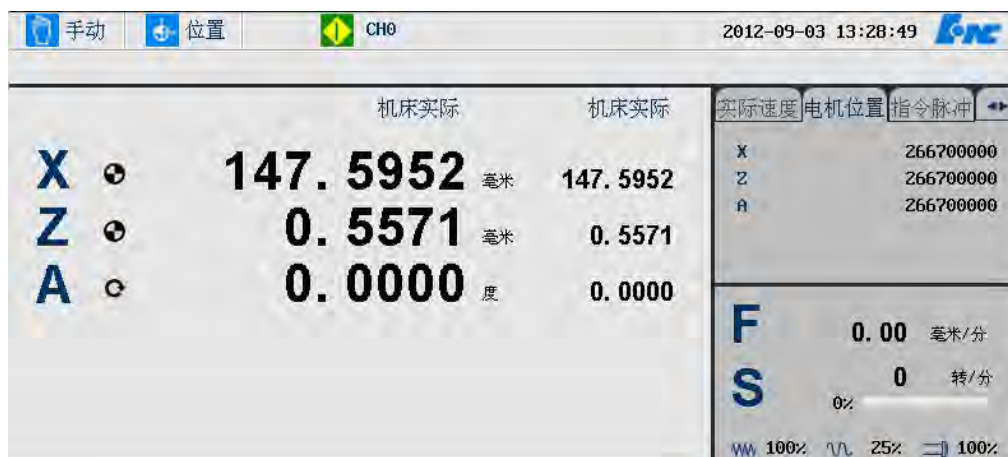 手动 位置 CH0 2012-09-03 13:28:49
机床实际 机床实际
X 147.5952 毫米 147.5952
Z 0.5571 毫米 0.5571
A 0.0000 度 0.0000
实际速度 电机位置 指令脉冲
X 266700000
Z 266700000
A 266700000
F 0.00 毫米/分
S 0 转/分
0%
100% 25% 100%